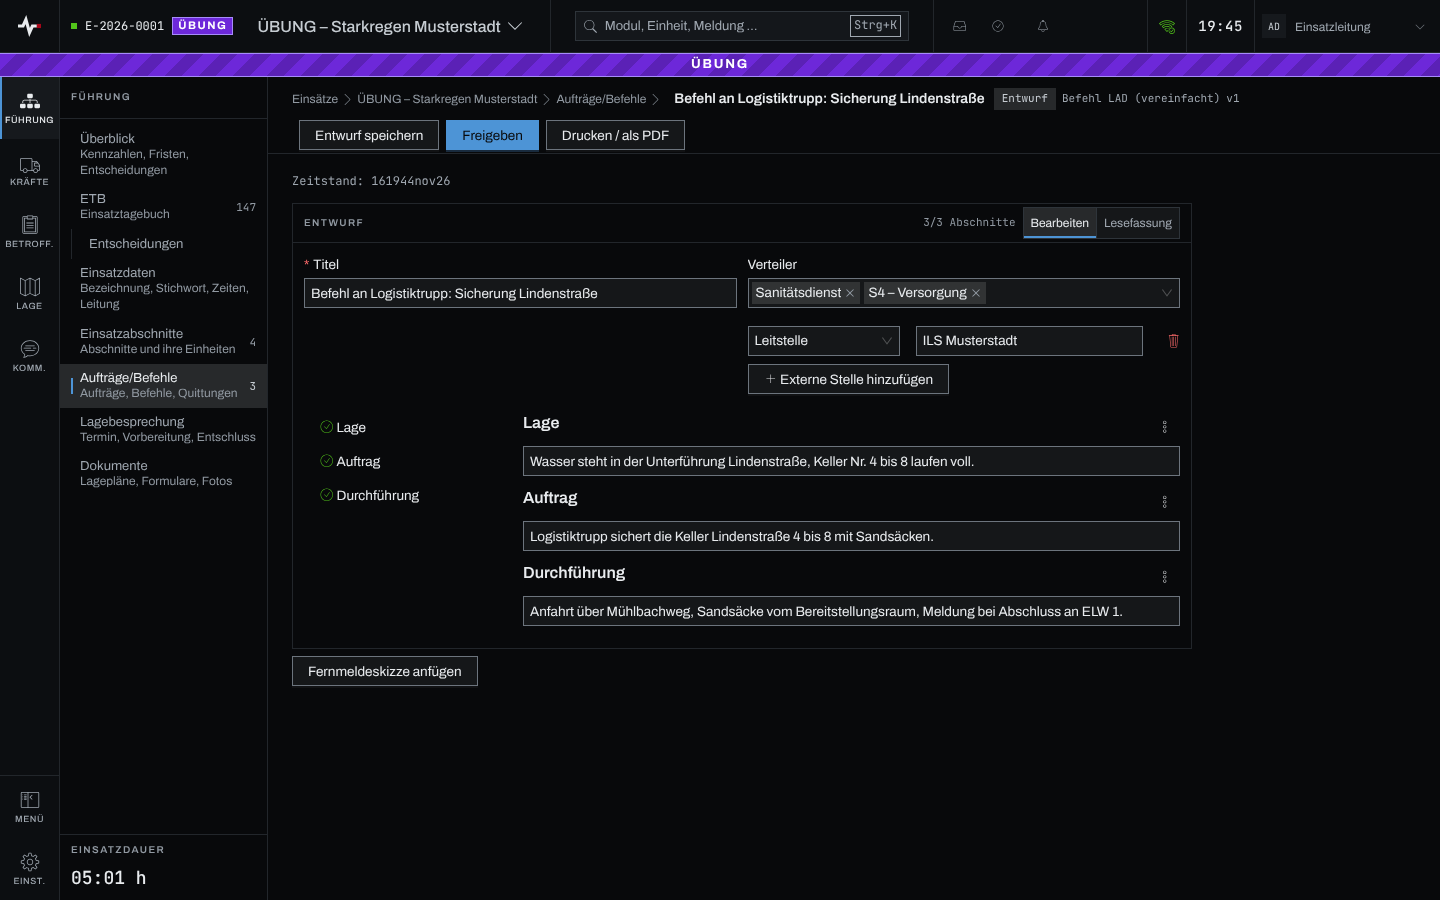 E-2026-0001 ÜBUNG ÜBUNG – Starkregen Musterstadt Modul, Einheit, Meldung ... Strg+K 19:45 AD Einsatzleitung
ÜBUNG
FÜHRUNG
KRÄFTE
BETROFF.
LAGE
KOMM.
MENÜ
EINST.
FÜHRUNG
Überblick
Kennzahlen, Fristen,
Entscheidungen
ETB
Einsatztagebuch
147
Entscheidungen
Einsatzdaten
Bezeichnung, Stichwort, Zeiten,
Leitung
Einsatzabschnitte
Abschnitte und ihre Einheiten
4
Aufträge/Befehle
Aufträge, Befehle, Quittungen
3
Lagebesprechung
Termin, Vorbereitung, Entschluss
Dokumente
Lagepläne, Formulare, Fotos
EINSATZDAUER
05:01 h
Einsätze ÜBUNG – Starkregen Musterstadt Aufträge/Befehle Befehl an Logistiktrupp: Sicherung Lindenstraße Entwurf Befehl LAD (vereinfacht) v1
Entwurf speichern Freigeben Drucken / als PDF
Zeitstand: 161944nov26
ENTWURF 3/3 Abschnitte Bearbeiten Lesefassung
* Titel
Befehl an Logistiktrupp: Sicherung Lindenstraße
Verteiler
Sanitätsdienst S4 – Versorgung
Leitstelle ILS Musterstadt
Externe Stelle hinzufügen
Lage
Auftrag
Durchführung
Lage
Wasser steht in der Unterführung Lindenstraße, Keller Nr. 4 bis 8 laufen voll.
Auftrag
Logistiktrupp sichert die Keller Lindenstraße 4 bis 8 mit Sandsäcken.
Durchführung
Anfahrt über Mühlbachweg, Sandsäcke vom Bereitstellungsraum, Meldung bei Abschluss an ELW 1.
Fernmeldeskizze anfügen